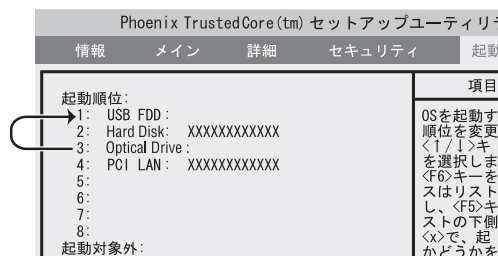 Phoenix TrustedCore(tm) セットアップユーティリテ
情報 メイン 詳細 セキュリティ 起動
項目
起動順位:
1: USB FDD :
2: Hard Disk: XXXXXXXXXXXX
3: Optical Drive :
4: PCI LAN : XXXXXXXXXXXX
5:
6:
7:
8:
起動対象外:
OSを起動す
順位を変更
<↑/↓>キ
を選択しま
<F6>キーを
スはリスト
し、<F5>キ
ストの下側
<x>で、起
かどうかを